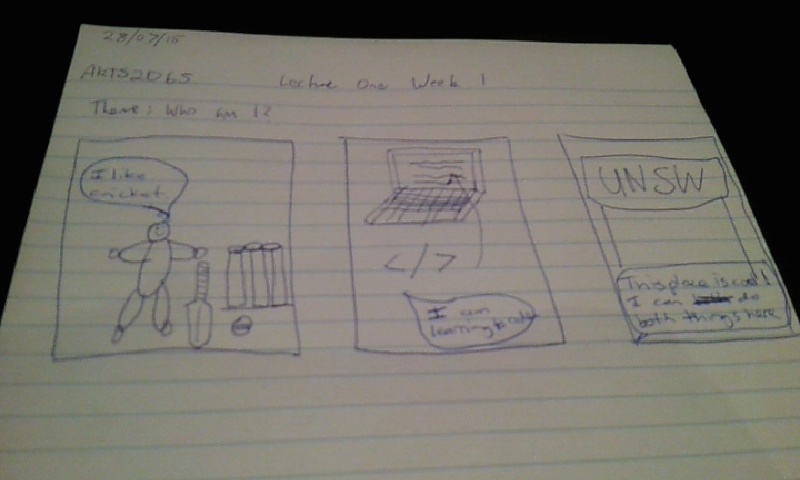 28/07/15
ARTS2065
Lecture One Week 1
Theme: Who am I?
I like
cricket.
</>
I am
learning to code
UNSW
This place is cool!
I can do
both things here